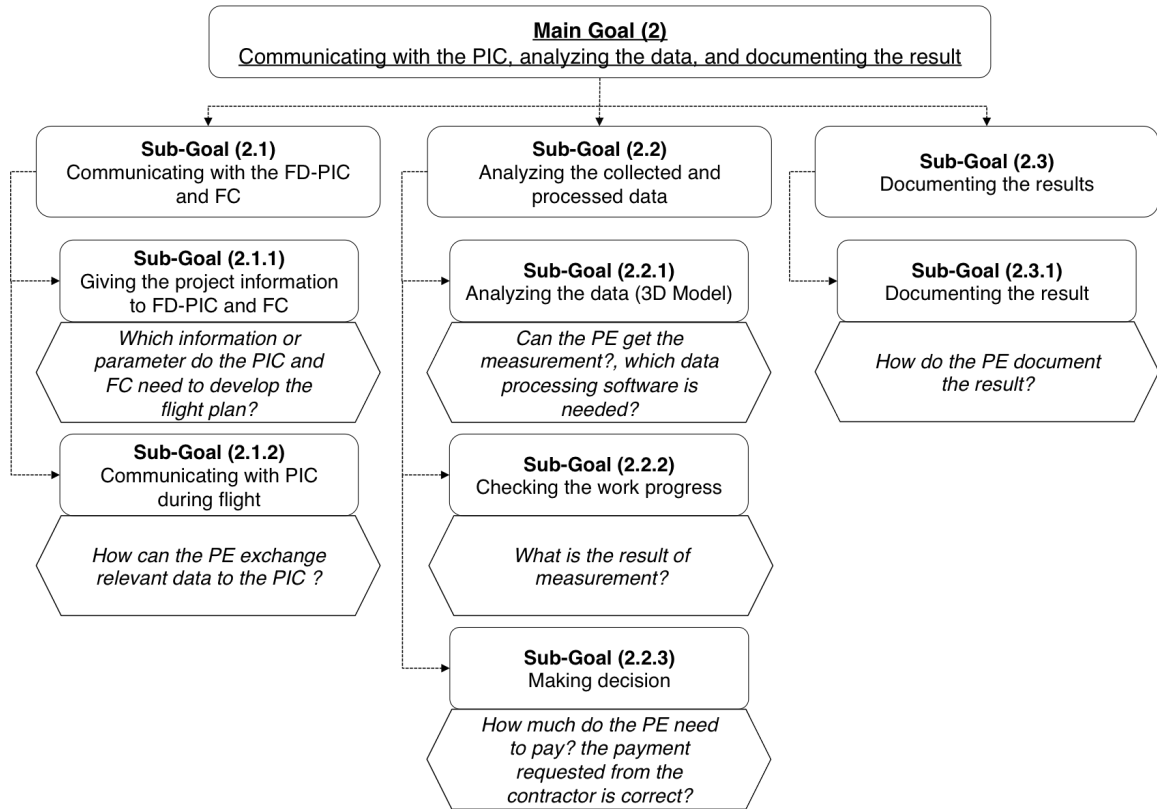 Main Goal (2)
Communicating with the PIC, analyzing the data, and documenting the result
Sub-Goal (2.1)
Communicating with the FD-PIC
and FC
Sub-Goal (2.1.1)
Giving the project information
to FD-PIC and FC
Which information or
parameter do the PIC and
FC need to develop the
flight plan?
Sub-Goal (2.1.2)
Communicating with PIC
during flight
How can the PE exchange
relevant data to the PIC ?
Sub-Goal (2.2)
Analyzing the collected and
processed data
Sub-Goal (2.2.1)
Analyzing the data (3D Model)
Can the PE get the
measurement?, which data
processing software is
needed?
Sub-Goal (2.2.2)
Checking the work progress
What is the result of
measurement?
Sub-Goal (2.2.3)
Making decision
How much do the PE need
to pay? the payment
requested from the
contractor is correct?
Sub-Goal (2.3)
Documenting the results
Sub-Goal (2.3.1)
Documenting the result
How do the PE document
the result?